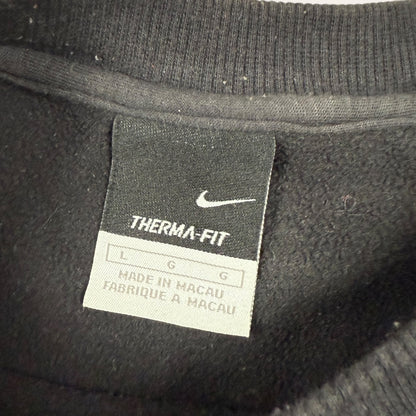 THERMA-FIT
L G G
MADE IN MACAU
FABRIQUE A MACAU